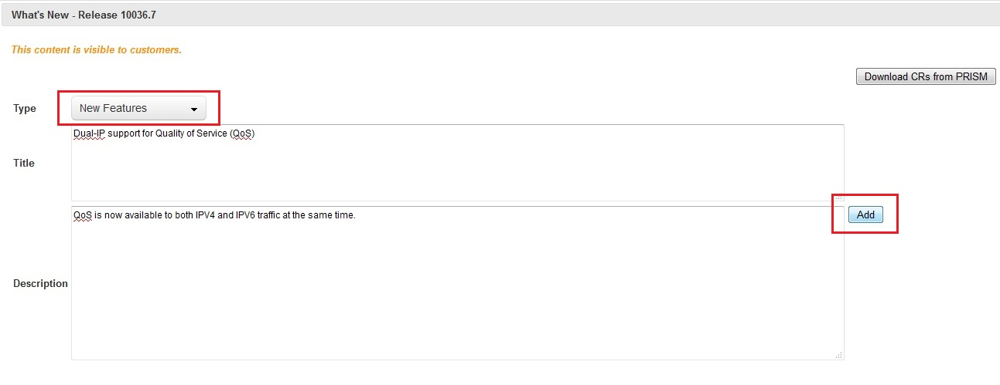 What's New - Release 10036.7
This content is visible to customers.
Download CRs from PRISM
Type New Features
Title Dual-IP support for Quality of Service (QoS)
Description QoS is now available to both IPV4 and IPV6 traffic at the same time.
Add